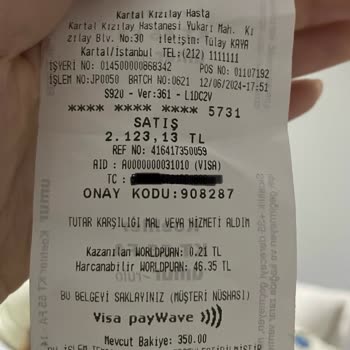 Kartal Kızılay Hasta
Kartal Kızılay Hastanesi Yukarı Mah. Kı
zılay Blv. No:30 İletişim: Tülay KAYA
Kartal/İstanbul TEL:(212) 1111111
İŞYERİ NO: 014500000868342 POS NO: 01107192
İŞLEM NO:JP0050 BATCH NO:0621 12/06/2024-17:51
S920 - Ver:361 - L1DC2V
**** **** **** 5731
SATIŞ
2.123,13 TL
REF NO: 416417350059
AID : A0000000031010 (VISA)
TC :
ONAY KODU:908287
TUTAR KARŞILIĞI MAL VEYA HİZMETİ ALDIM
Kazanılan WORLDPUAN: 0.21 TL
Harcanabilir WORLDPUAN: 46.35 TL
BU BELGEYİ SAKLAYINIZ (MÜŞTERİ NÜSHASI)
Visa payWave
Mevcut Bakiye: 350.00